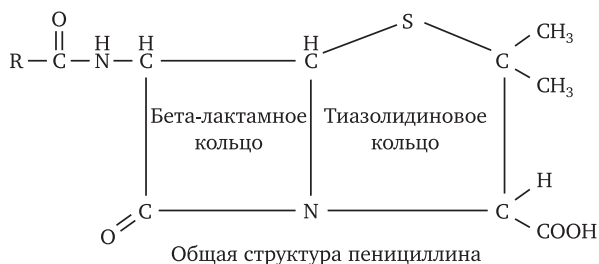 O
H H H S CH₃
R C N C C C
CH₃
Бета-лактамное Тиазолидиновое
кольцо кольцо
H
C N C
O COOH
Общая структура пенициллина